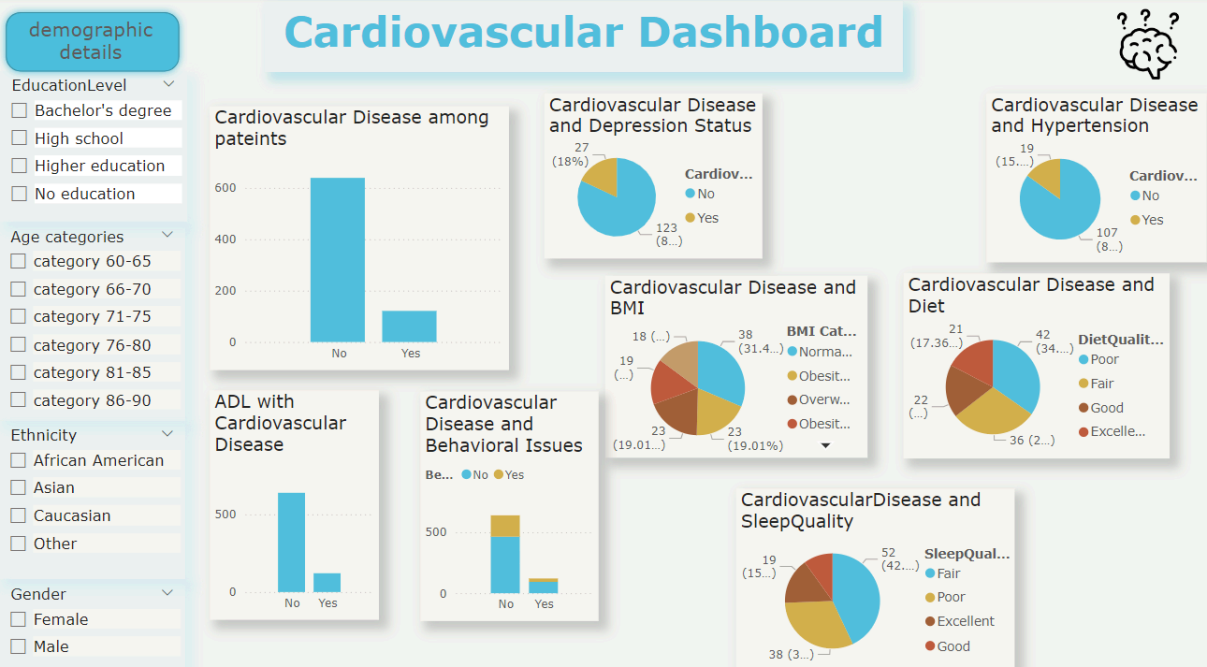 demographic
details
Cardiovascular Dashboard
? ? ?
EducationLevel
Bachelor's degree
High school
Higher education
No education
Age categories
category 60-65
category 66-70
category 71-75
category 76-80
category 81-85
category 86-90
Ethnicity
African American
Asian
Caucasian
Other
Gender
Female
Male
Cardiovascular Disease among
pateints
600
400
200
0
No
Yes
Cardiovascular Disease
and Depression Status
27
(18%)
123
(8...)
Cardiov...
No
Yes
Cardiovascular Disease
and Hypertension
19
(15....)
107
(8...)
Cardiov...
No
Yes
Cardiovascular Disease and
BMI
18 (...)
38
(31.4...)
19
(...)
23
(19.01...)
23
(19.01%)
BMI Cat...
Norma...
Obesit...
Overw...
Obesit...
Cardiovascular Disease and
Diet
21
(17.36...)
42
(34....)
22
(...)
36 (2...)
DietQualit...
Poor
Fair
Good
Excelle...
ADL with
Cardiovascular
Disease
500
0
No
Yes
Cardiovascular
Disease and
Behavioral Issues
Be... No Yes
500
0
No
Yes
CardiovascularDisease and
SleepQuality
19
(15...)
52
(42....)
38 (3...)
SleepQual...
Fair
Poor
Excellent
Good